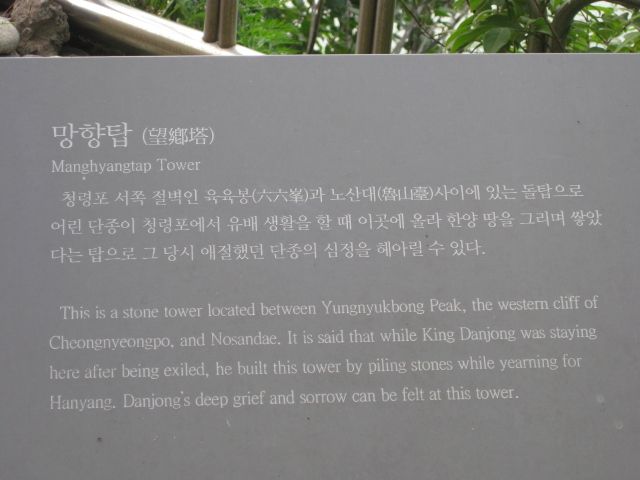 망향탑 (望鄕塔)
Manghyangtap Tower
청령포 서쪽 절벽인 육육봉(六六峯)과 노산대(魯山臺)사이에 있는 돌탑으로
어린 단종이 청령포에서 유배 생활을 할 때 이곳에 올라 한양 땅을 그리며 쌓았
다는 탑으로 그 당시 애절했던 단종의 심정을 헤아릴 수 있다.
This is a stone tower located between Yungnyukbong Peak, the western cliff of
Cheongnyeongpo, and Nosandae. It is said that while King Danjong was staying
here after being exiled, he built this tower by piling stones while yearning for
Hanyang. Danjong's deep grief and sorrow can be felt at this tower.